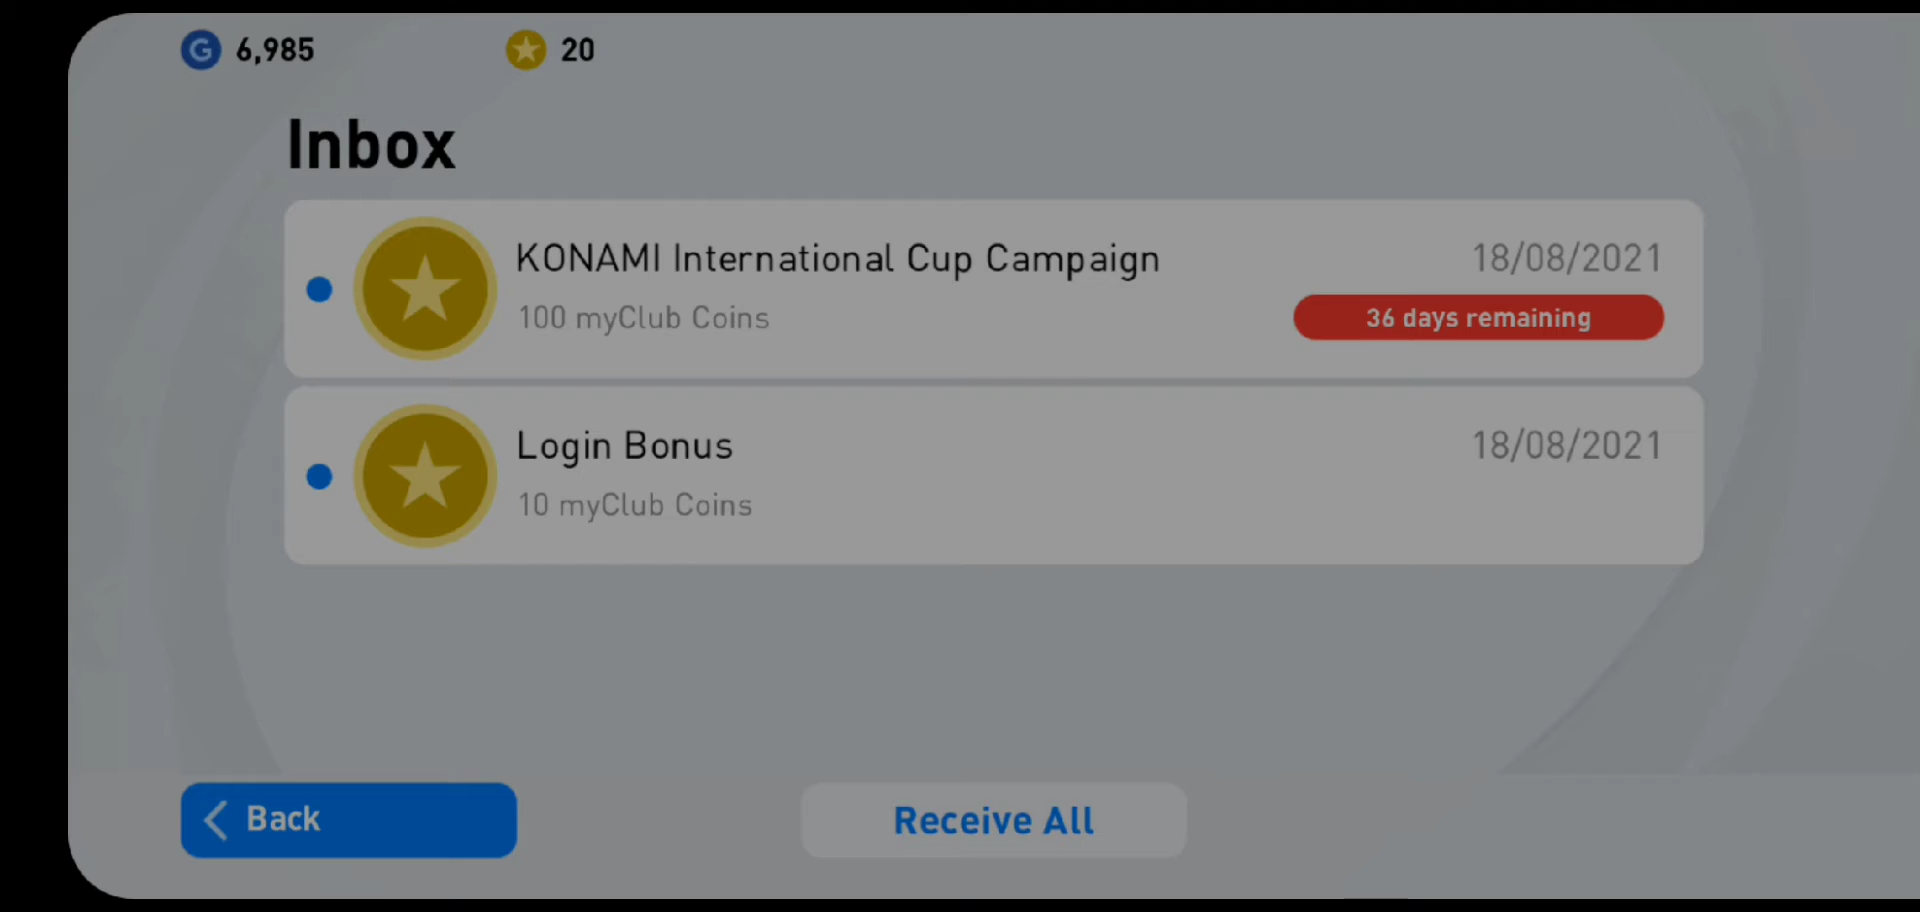 G 6,985 20
Inbox
KONAMI International Cup Campaign 18/08/2021
100 myClub Coins 36 days remaining
Login Bonus 18/08/2021
10 myClub Coins
Back Receive All